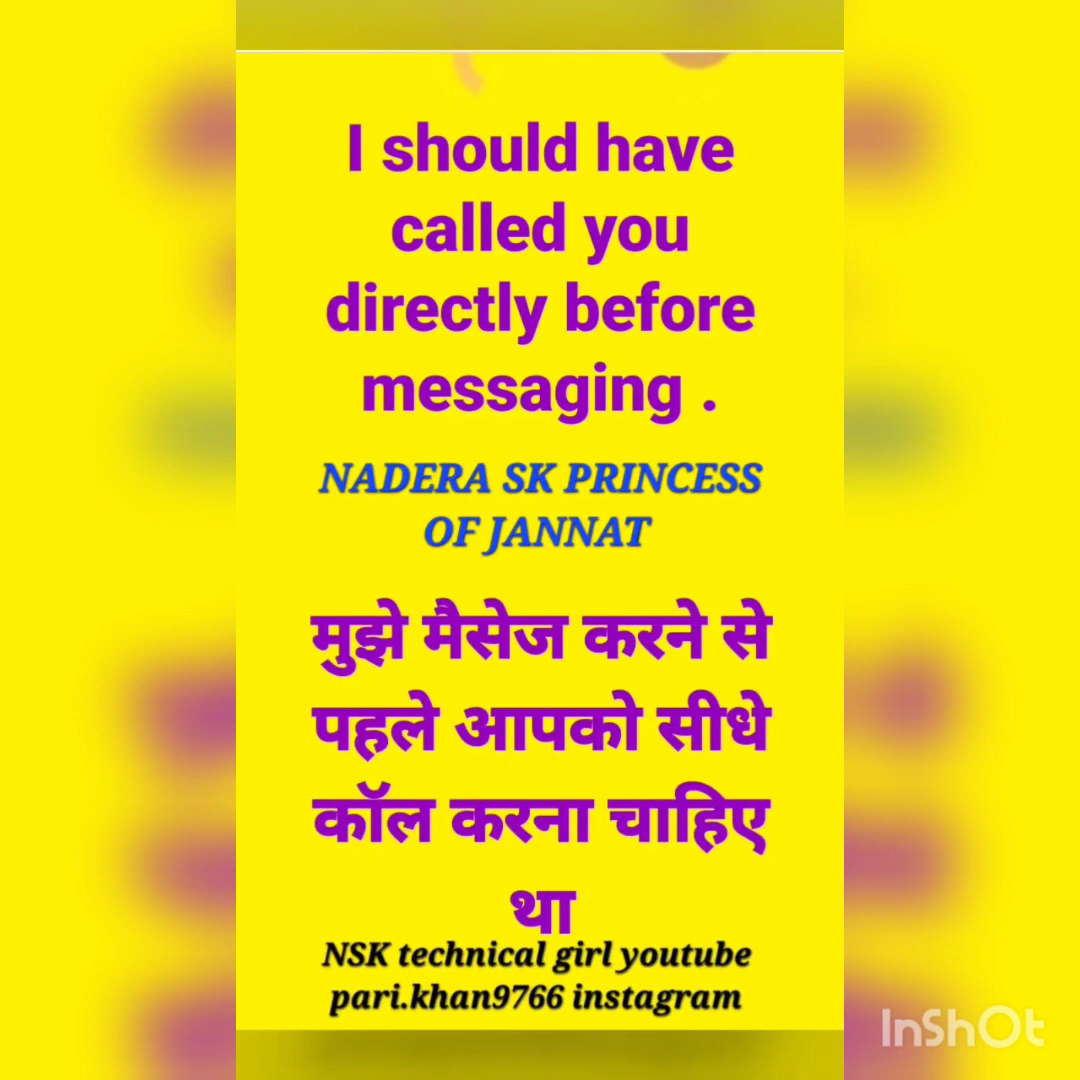 I should have
called you
directly before
messaging .
NADERA SK PRINCESS
OF JANNAT
मुझे मैसेज करने से
पहले आपको सीधे
कॉल करना चाहिए
था
NSK technical girl youtube
pari.khan9766 instagram
InShOt